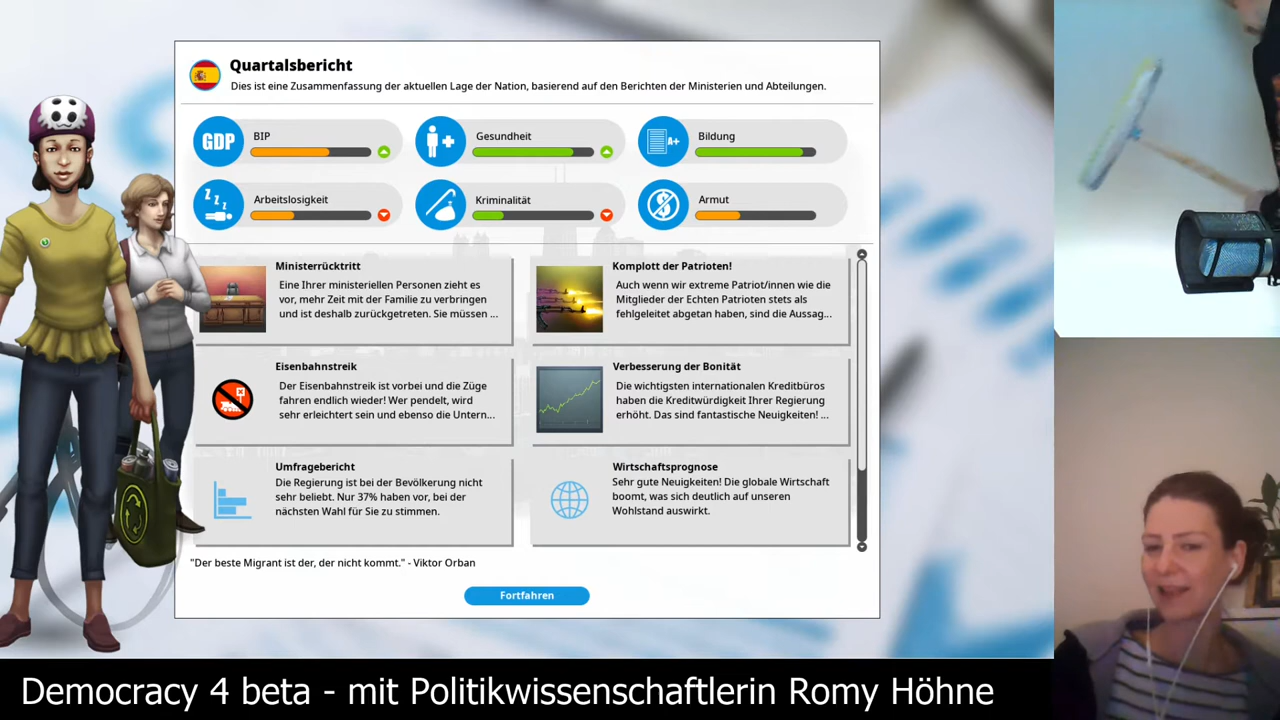 Quartalsbericht
Dies ist eine Zusammenfassung der aktuellen Lage der Nation, basierend auf den Berichten der Ministerien und Abteilungen.
GDP
BIP
Gesundheit
A+
Bildung
Z Z Z
Arbeitslosigkeit
Kriminalität
Armut
Ministerrücktritt
Eine Ihrer ministeriellen Personen zieht es
vor, mehr Zeit mit der Familie zu verbringen
und ist deshalb zurückgetreten. Sie müssen ...
Komplott der Patrioten!
Auch wenn wir extreme Patriot/innen wie die
Mitglieder der Echten Patrioten stets als
fehlgeleitet abgetan haben, sind die Aussag...
Eisenbahnstreik
Der Eisenbahnstreik ist vorbei und die Züge
fahren endlich wieder! Wer pendelt, wird
sehr erleichtert sein und ebenso die Untern...
Verbesserung der Bonität
Die wichtigsten internationalen Kreditbüros
haben die Kreditwürdigkeit Ihrer Regierung
erhöht. Das sind fantastische Neuigkeiten! ...
Umfragebericht
Die Regierung ist bei der Bevölkerung nicht
sehr beliebt. Nur 37% haben vor, bei der
nächsten Wahl für Sie zu stimmen.
Wirtschaftsprognose
Sehr gute Neuigkeiten! Die globale Wirtschaft
boomt, was sich deutlich auf unseren
Wohlstand auswirkt.
"Der beste Migrant ist der, der nicht kommt." - Viktor Orban
Fortfahren
Democracy 4 beta - mit Politikwissenschaftlerin Romy Höhne